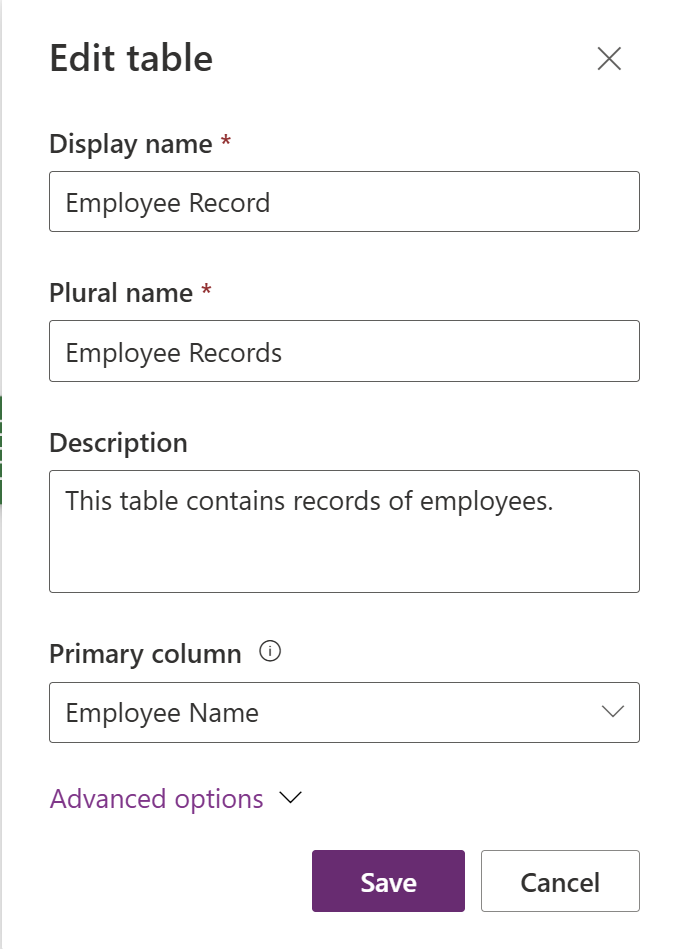 Edit table
Display name *
Employee Record
Plural name *
Employee Records
Description
This table contains records of employees.
Primary column
Employee Name
Advanced options
Save Cancel